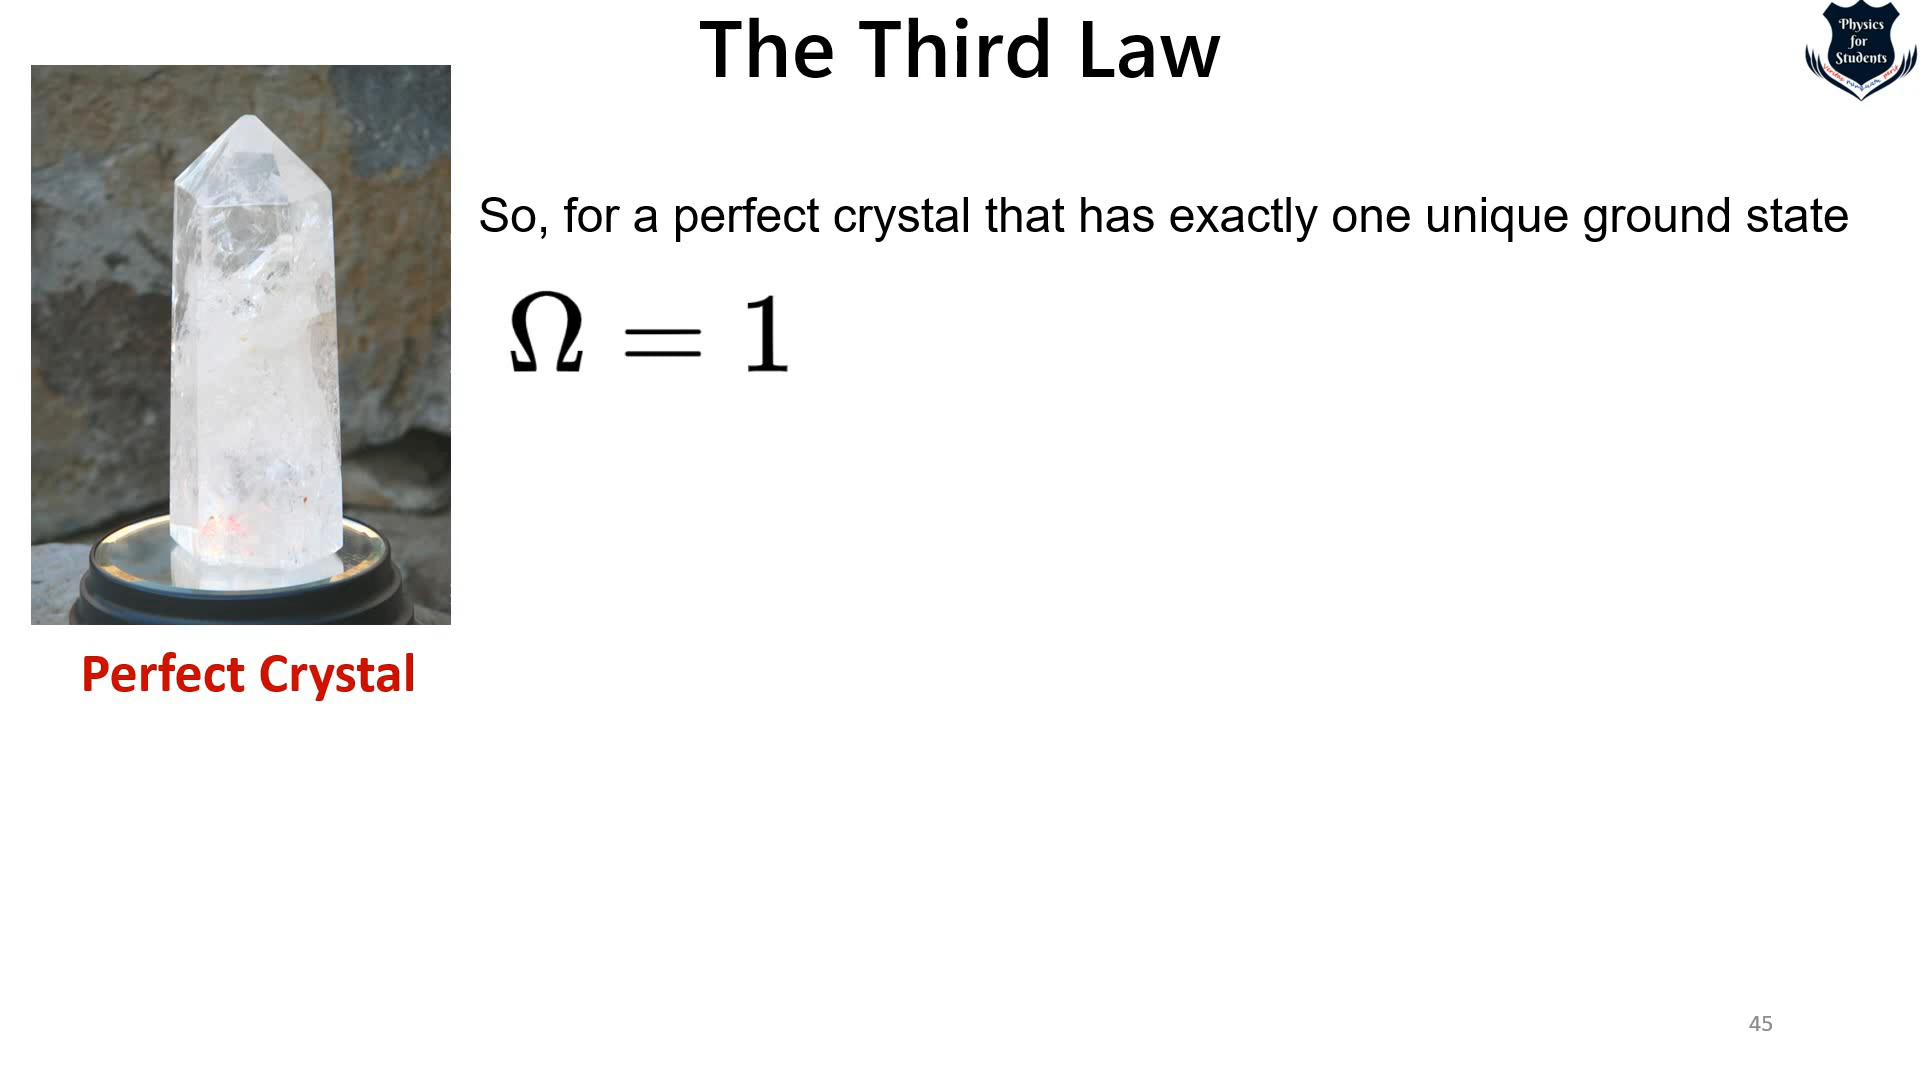 The Third Law
Physics
for
Students
So, for a perfect crystal that has exactly one unique ground state
Ω = 1
Perfect Crystal
45